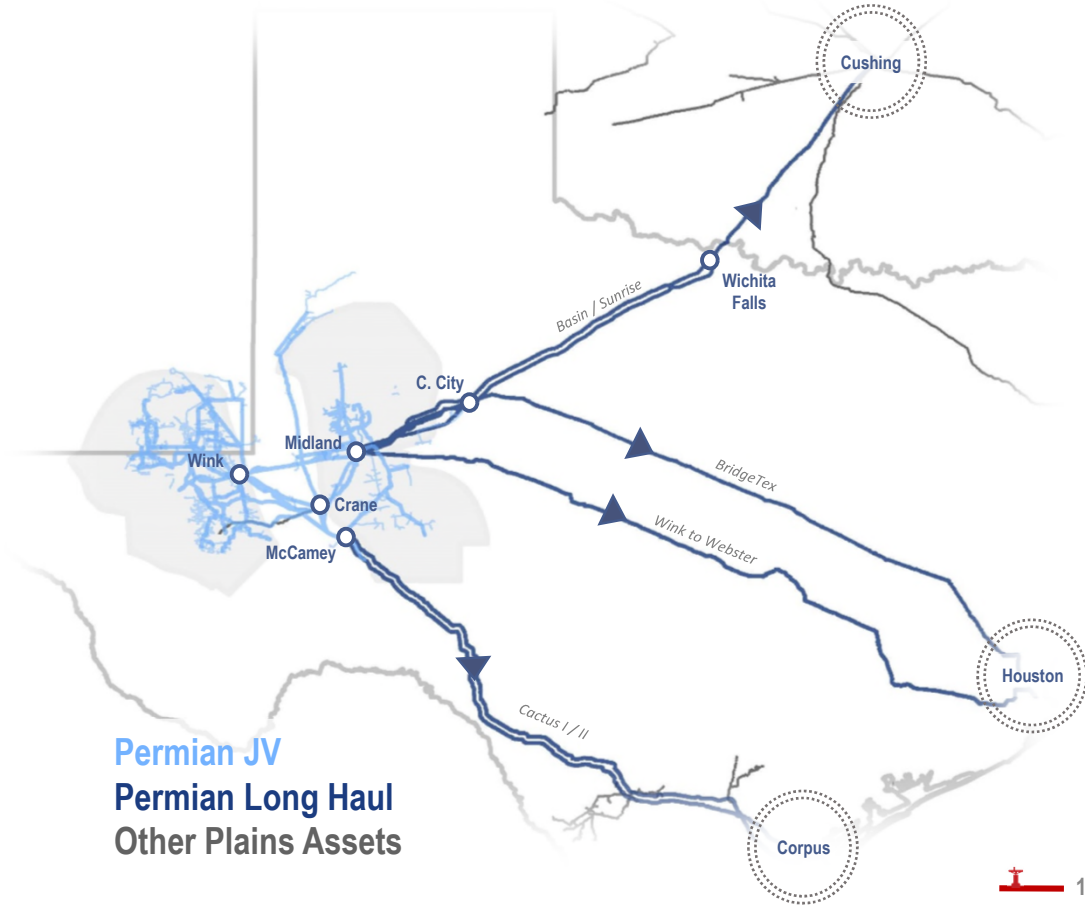 Cushing
Wichita
Falls
Basin / Sunrise
C. City
Midland
BridgeTex
Wink
Crane
Wink to Webster
McCamey
Houston
Cactus I / II
Permian JV
Permian Long Haul
Other Plains Assets
Corpus
1